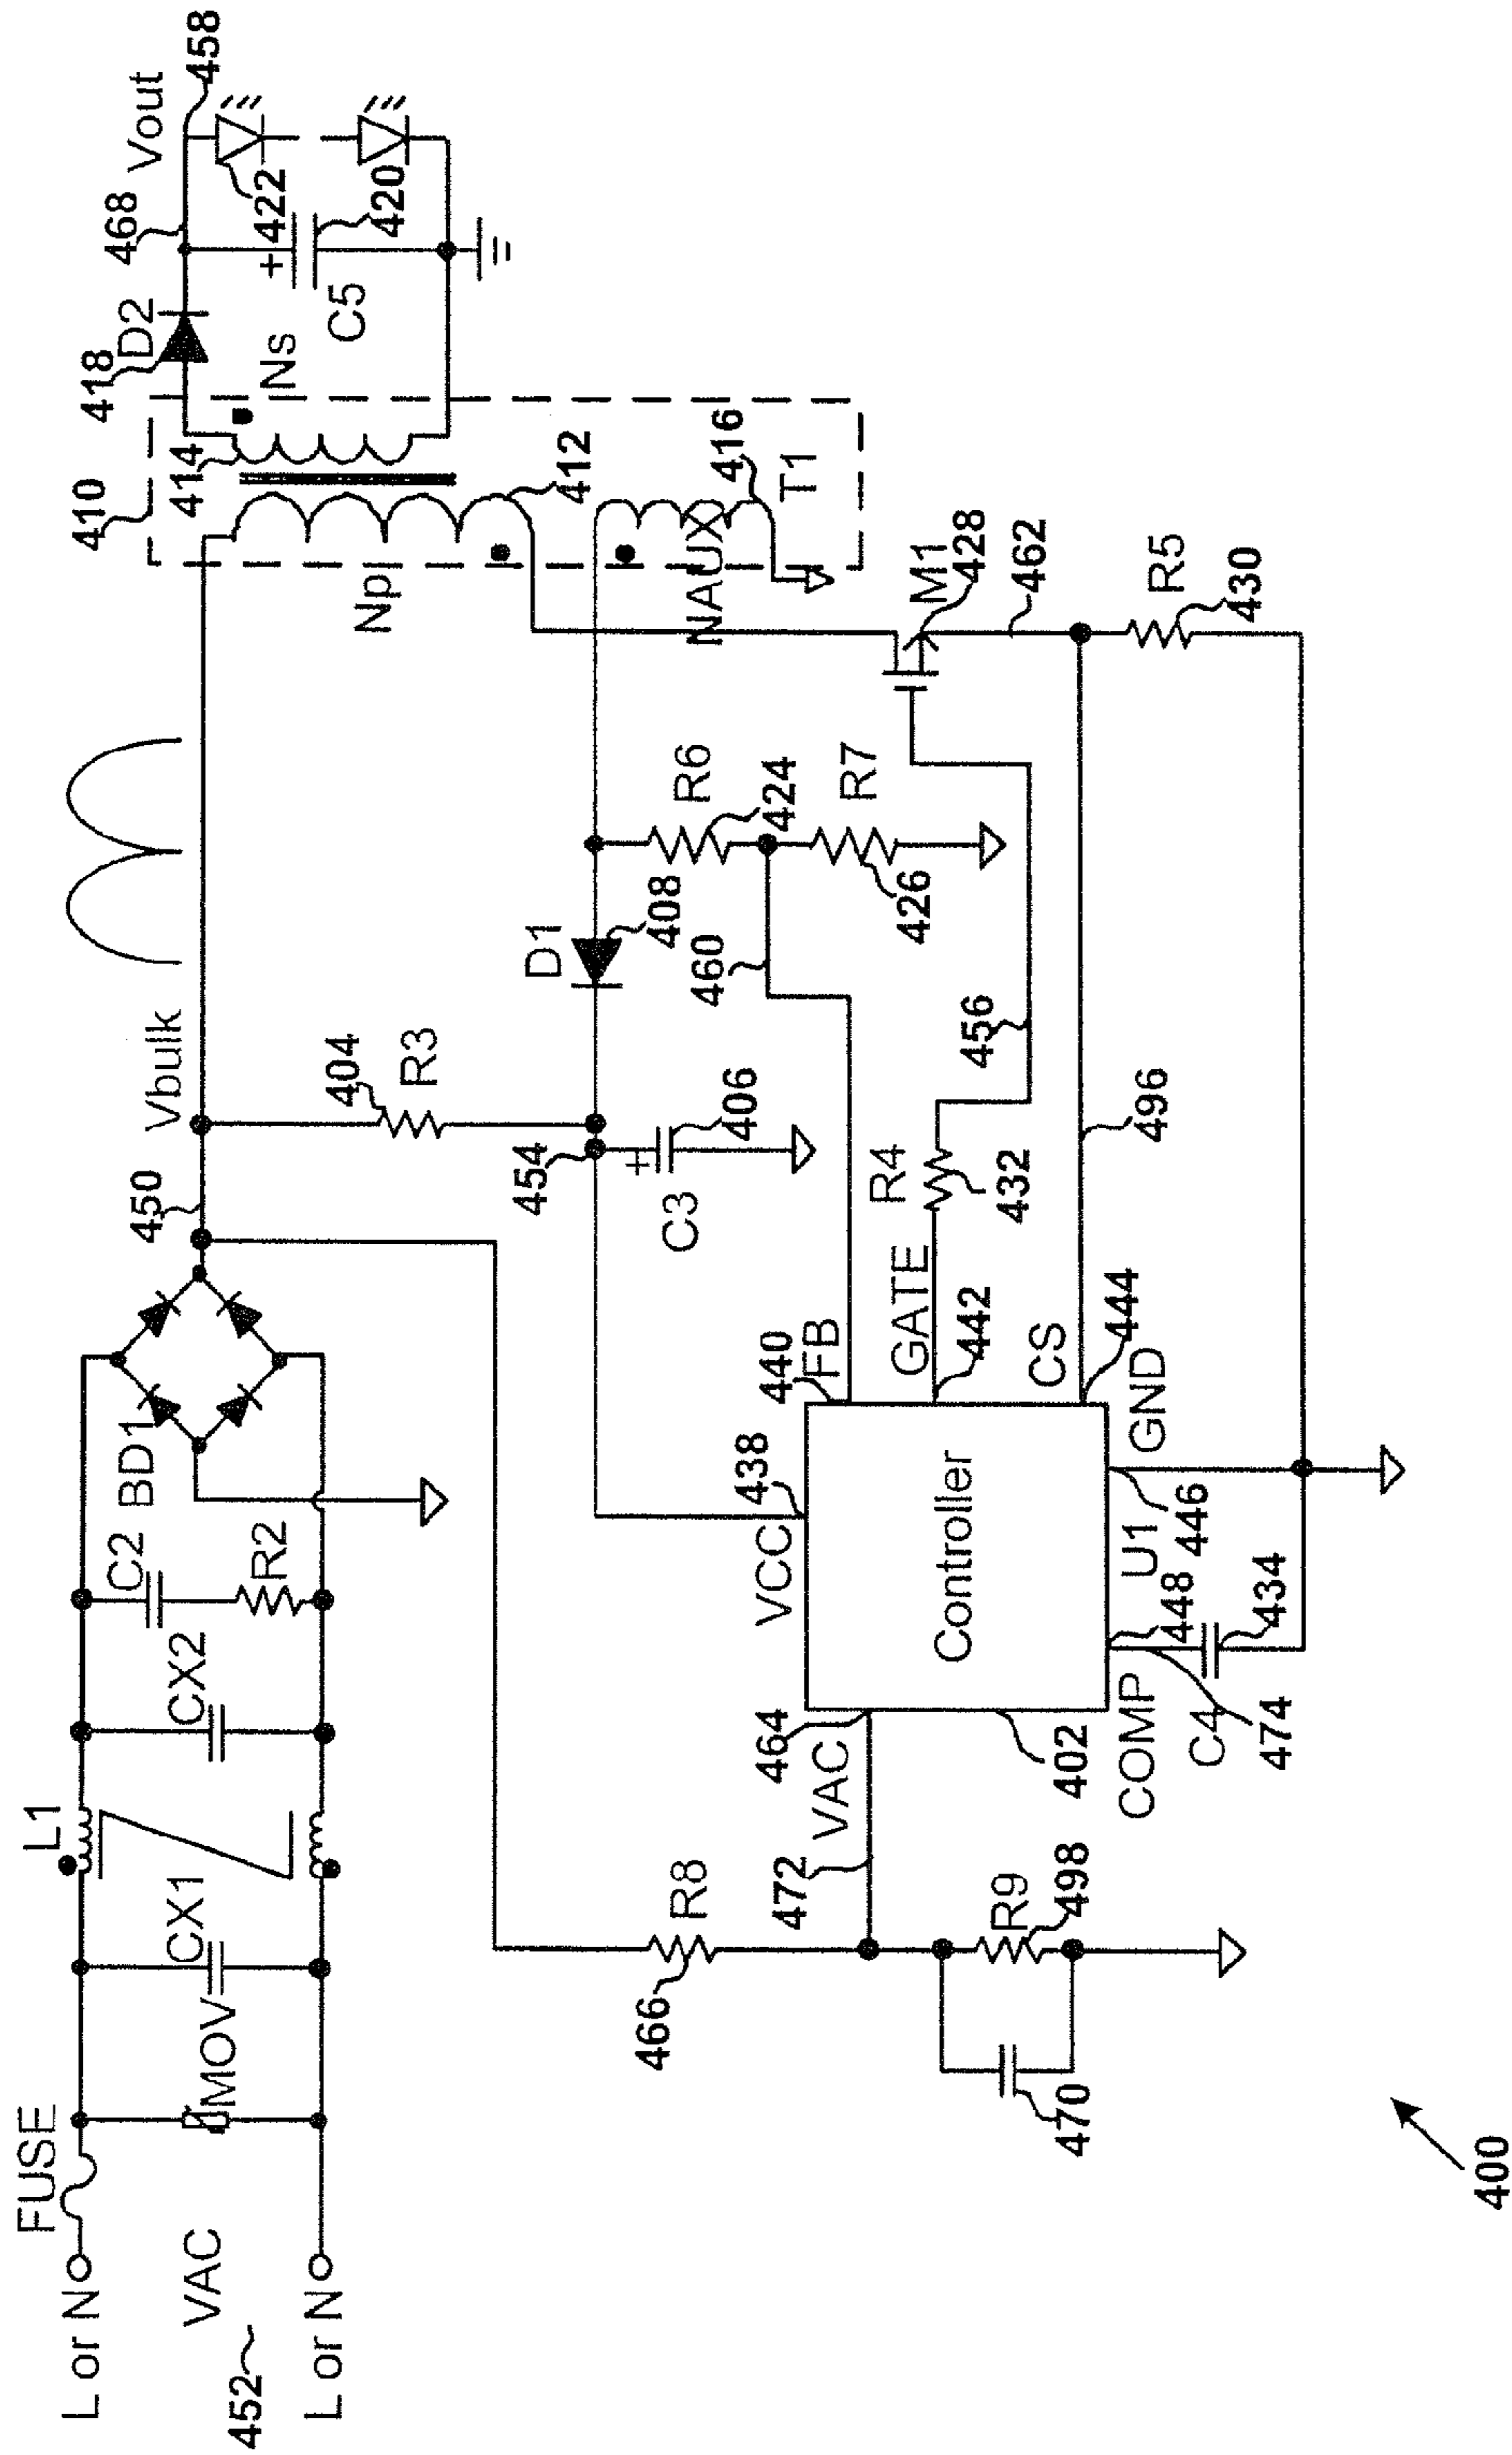 FUSE
L or N
VAC
452
L or N
MOV
CX1
L1
CX2
C2
R2
BD1
450
Vbulk
410
414
418
D2
Ns
468
Vout
458
422
420
+
C5
Np
412
NAUX
416
T1
404
R3
454
+
C3
406
D1
408
R6
424
R7
426
460
M1
428
462
R5
430
466
R8
472
VAC
464
R9
498
470
VCC
438
440
FB
GATE
442
R4
432
456
CS
444
496
GND
446
Controller
U1
402
COMP
448
C4
434
474
400